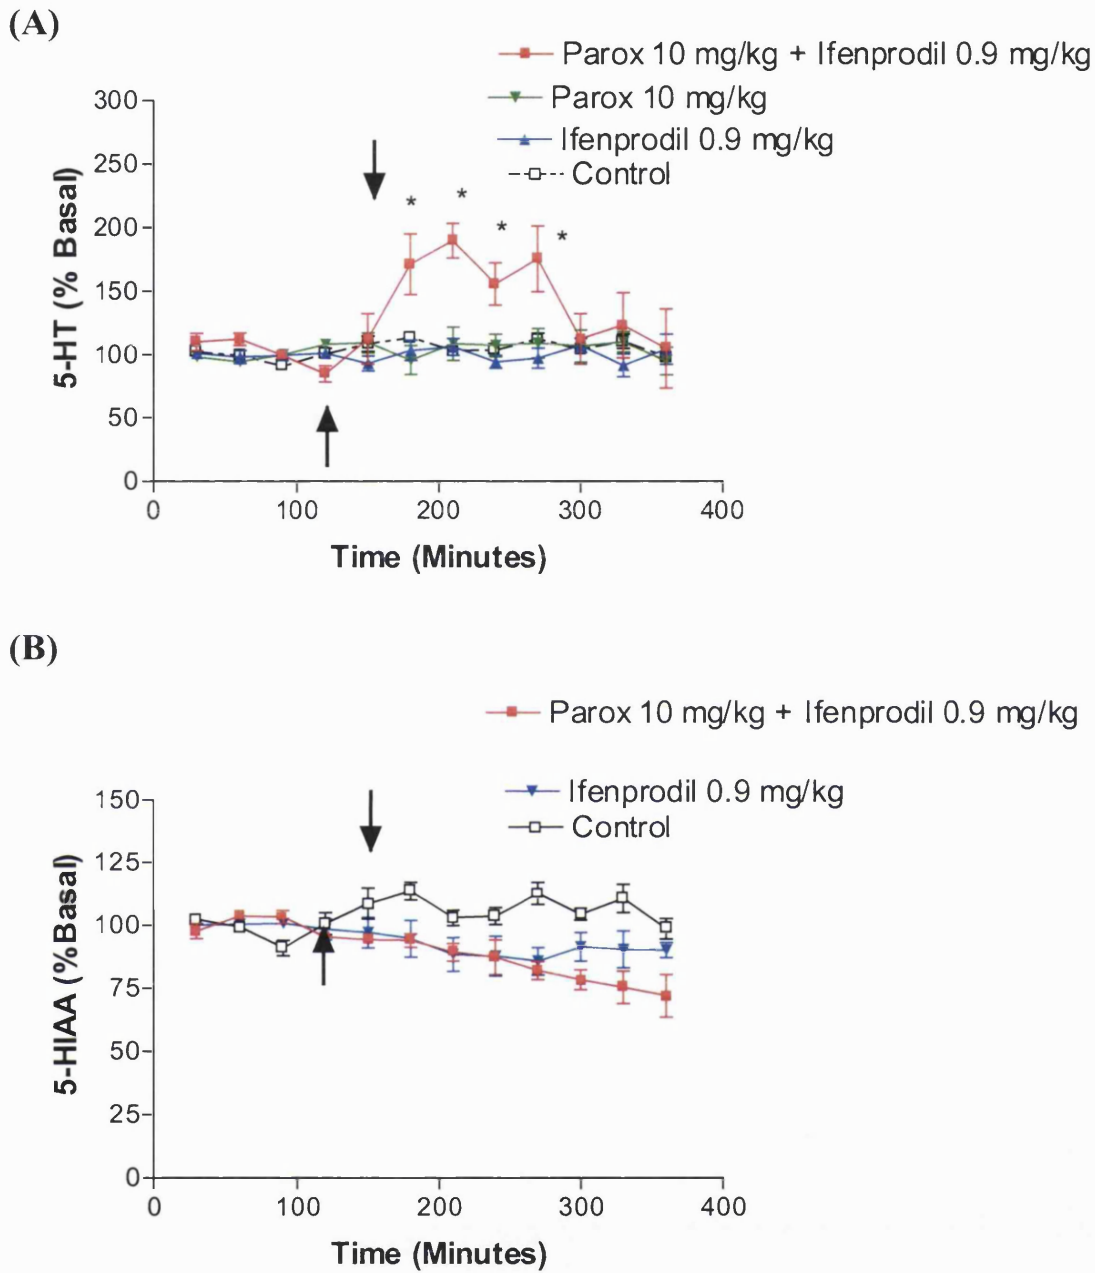 (A)
Parox 10 mg/kg + Ifenprodil 0.9 mg/kg
Parox 10 mg/kg
Ifenprodil 0.9 mg/kg
Control
300
250
200
150
100
50
0
5-HT (% Basal)
* * * *
0 100 200 300 400
Time (Minutes)
(B)
Parox 10 mg/kg + Ifenprodil 0.9 mg/kg
Ifenprodil 0.9 mg/kg
Control
150
125
100
75
50
25
0
5-HIAA (%Basal)
0 100 200 300 400
Time (Minutes)